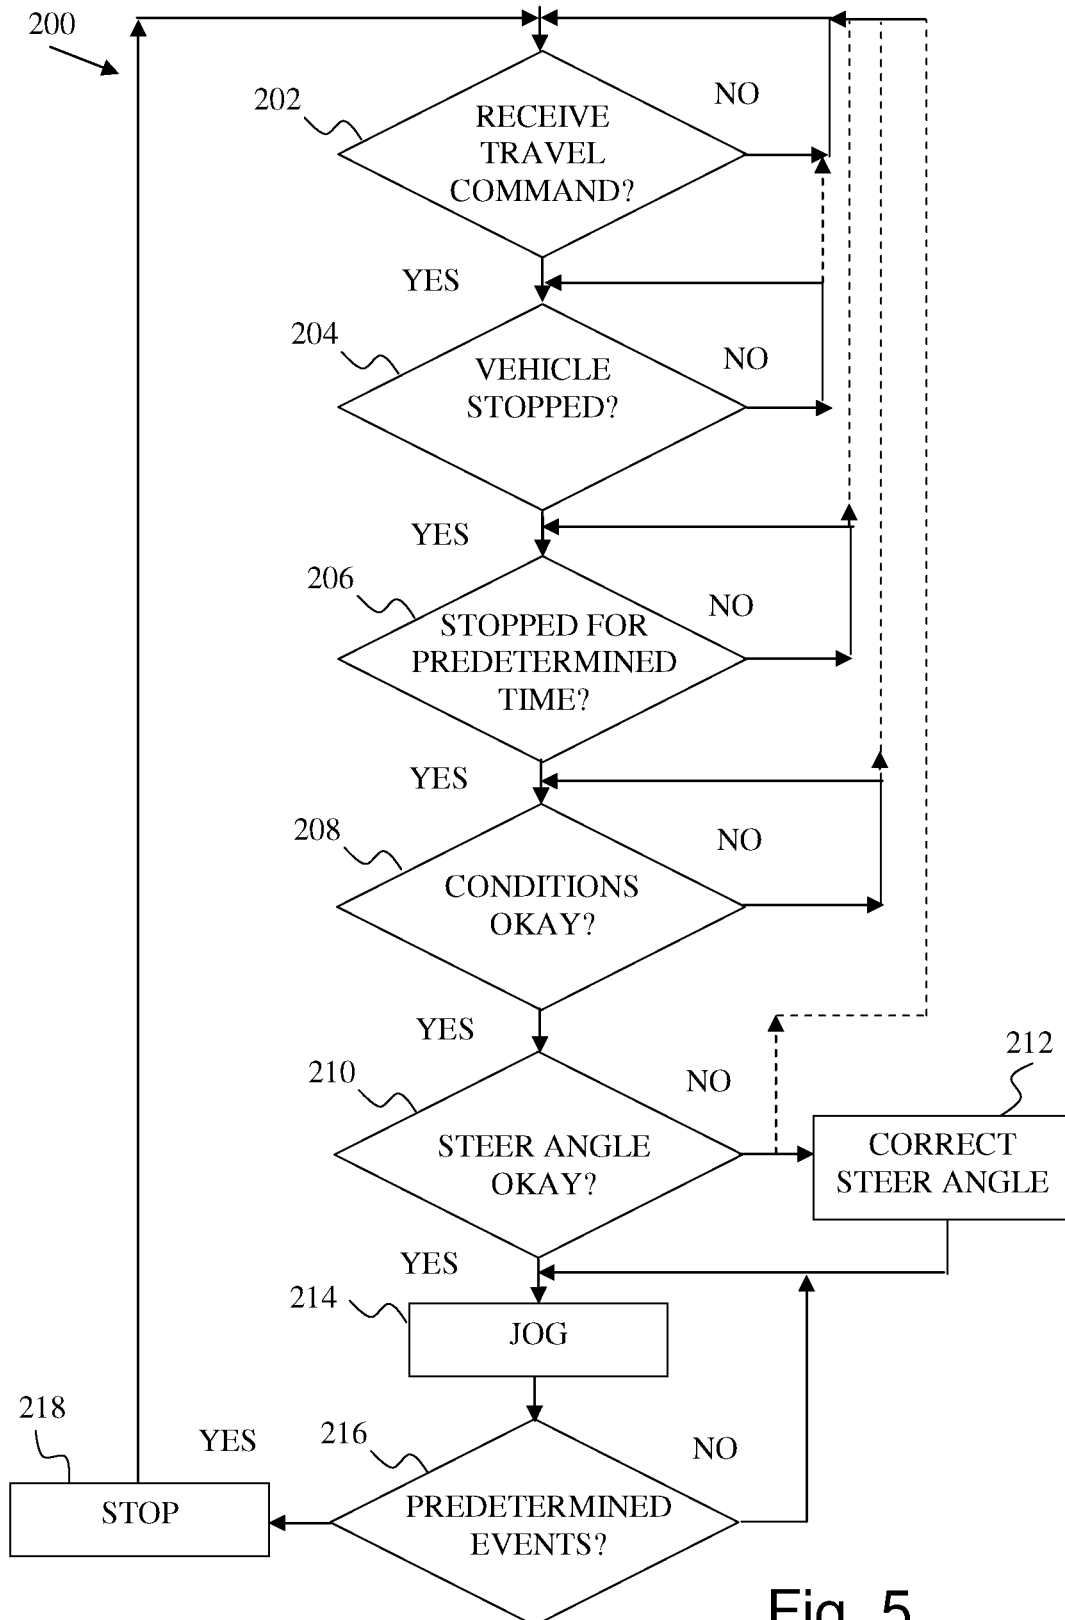 200
202
RECEIVE
TRAVEL
COMMAND?
NO
YES
204
VEHICLE
STOPPED?
NO
YES
206
STOPPED FOR
PREDETERMINED
TIME?
NO
YES
208
CONDITIONS
OKAY?
NO
YES
210
STEER ANGLE
OKAY?
NO
212
CORRECT
STEER ANGLE
YES
214
JOG
218
STOP
YES
216
PREDETERMINED
EVENTS?
NO
Fig. 5